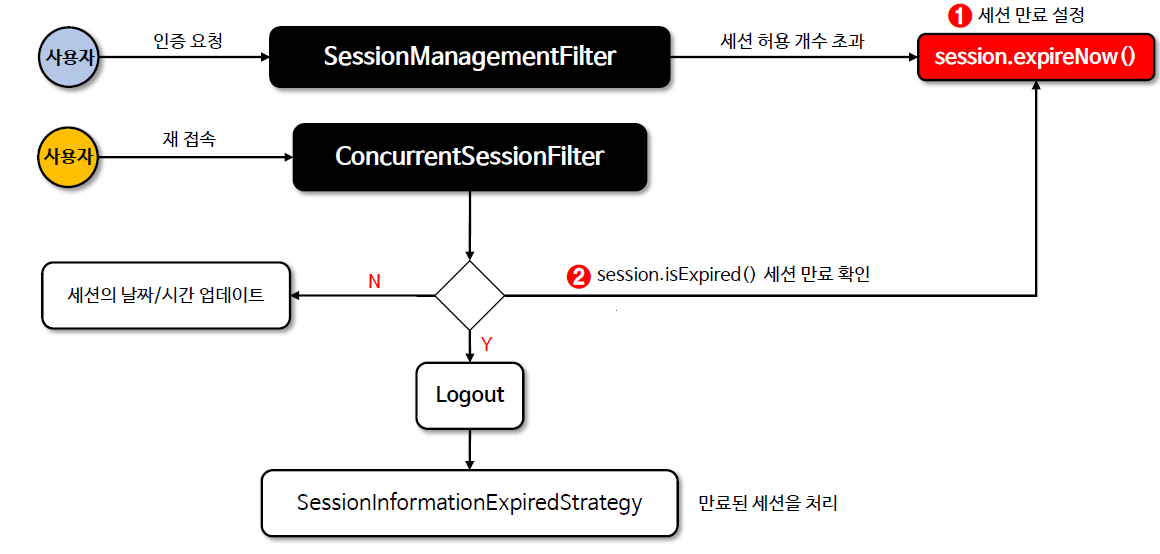 ❶ 세션 만료 설정
사용자
인증 요청
SessionManagementFilter
세션 허용 개수 초과
session.expireNow()
사용자
재 접속
ConcurrentSessionFilter
❷ session.isExpired() 세션 만료 확인
N
세션의 날짜/시간 업데이트
Y
Logout
SessionInformationExpiredStrategy
만료된 세션을 처리